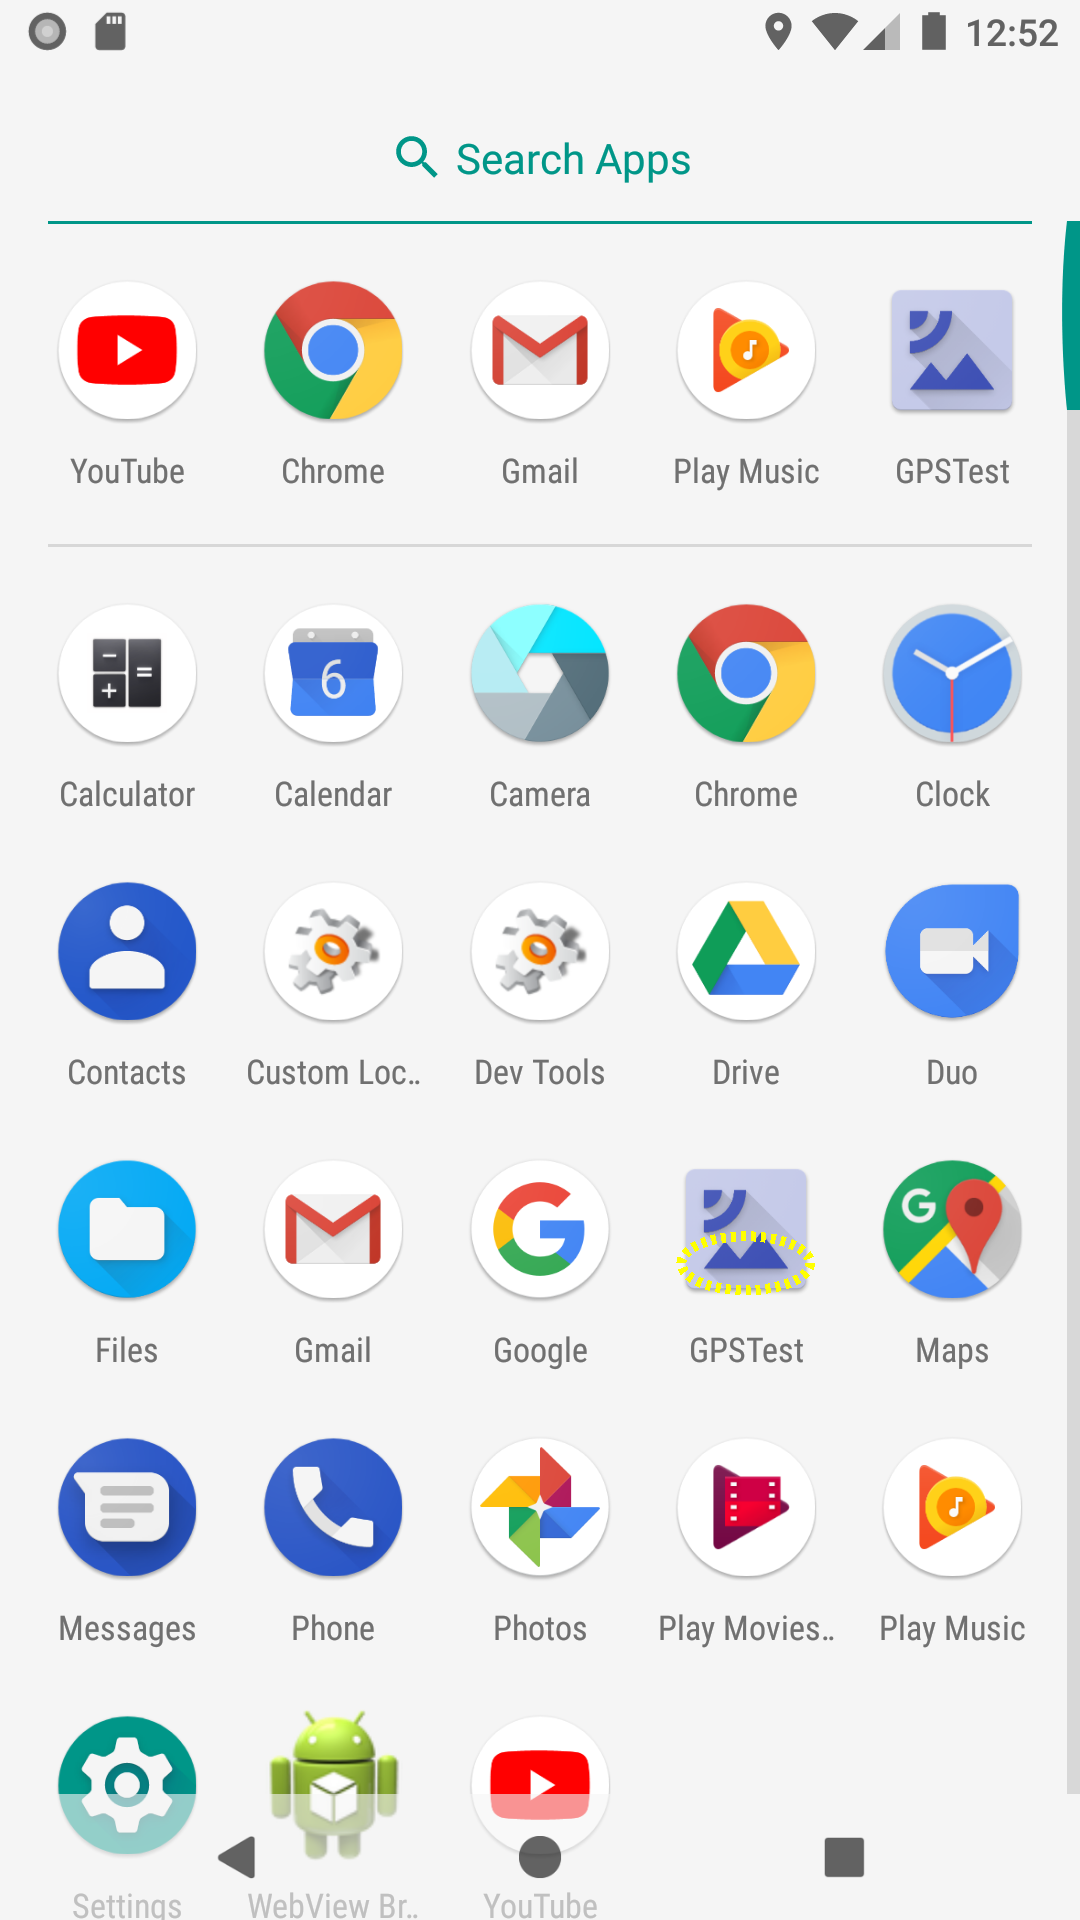 12:52
Search Apps
YouTube Chrome Gmail Play Music GPSTest
6
Calculator Calendar Camera Chrome Clock
Contacts Custom Loc.. Dev Tools Drive Duo
G
Files Gmail Google GPSTest Maps
Messages Phone Photos Play Movies.. Play Music
Settings WebView Br.. YouTube